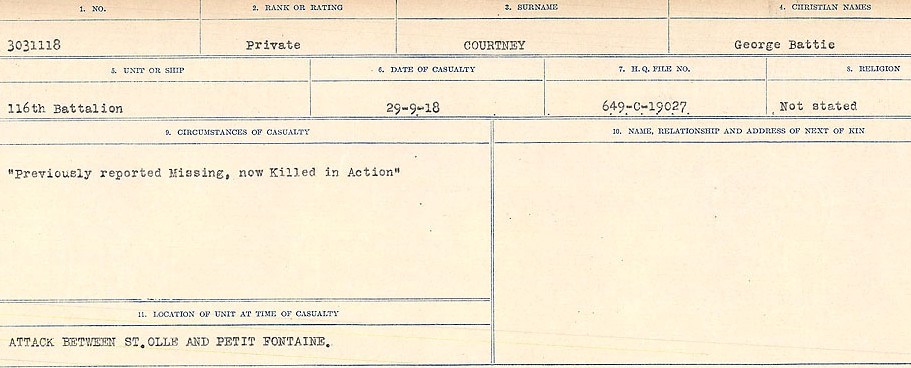 1. NO.
2. RANK OR RATING
3. SURNAME
4. CHRISTIAN NAMES
3031118
Private
COURTNEY
George Battie
5. UNIT OR SHIP
6. DATE OF CASUALTY
7. H.Q. FILE NO.
8. RELIGION
116th Battalion
29-9-18
649-C-19027
Not stated
9. CIRCUMSTANCES OF CASUALTY
10. NAME, RELATIONSHIP AND ADDRESS OF NEXT OF KIN
"Previously reported Missing, now Killed in Action"
11. LOCATION OF UNIT AT TIME OF CASUALTY
ATTACK BETWEEN ST.OLLE AND PETIT FONTAINE.